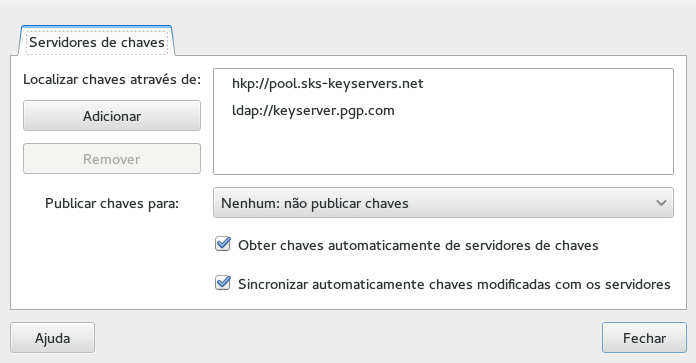 Servidores de chaves
Localizar chaves através de:
hkp://pool.sks-keyservers.net
ldap://keyserver.pgp.com
Adicionar
Remover
Publicar chaves para:
Nenhum: não publicar chaves
Obter chaves automaticamente de servidores de chaves
Sincronizar automaticamente chaves modificadas com os servidores
Ajuda
Fechar